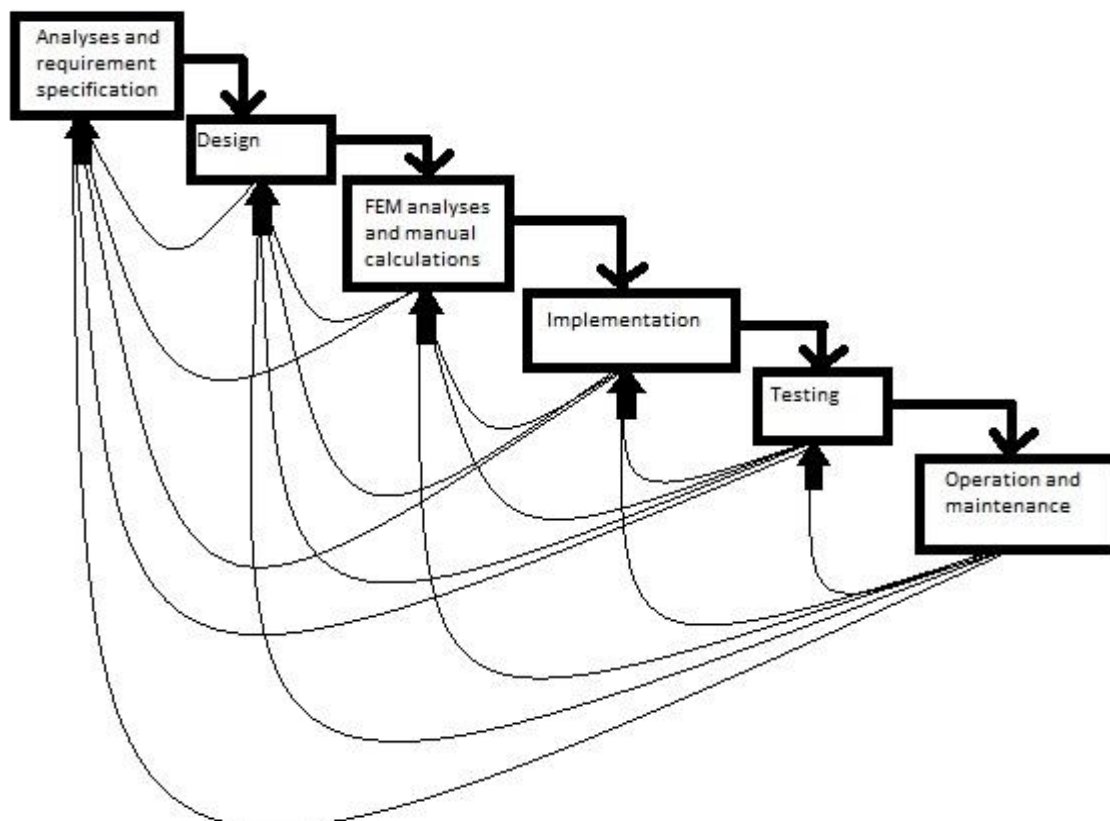 Analyses and
requirement
specification
Design
FEM analyses
and manual
calculations
Implementation
Testing
Operation and
maintenance